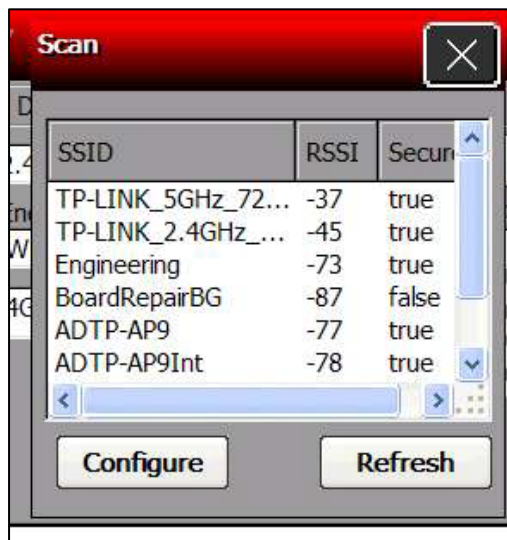 Scan
SSID RSSI Secur
TP-LINK_5GHz_72... -37 true
TP-LINK_2.4GHz_... -45 true
Engineering -73 true
BoardRepairBG -87 false
ADTP-AP9 -77 true
ADTP-AP9Int -78 true
Configure Refresh